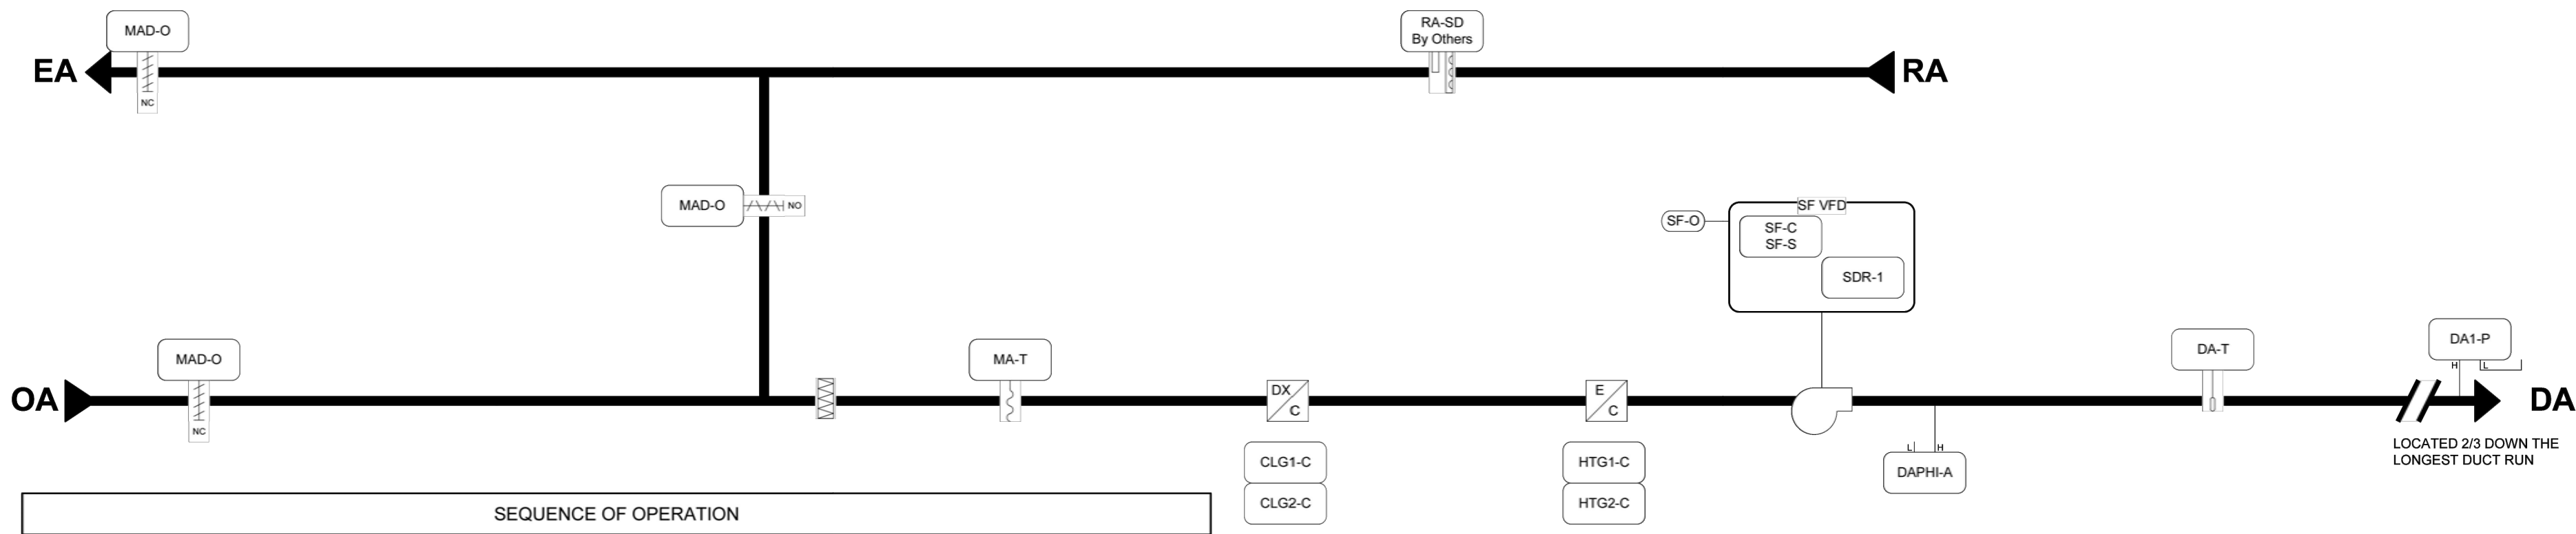 MAD-O
RA-SD
By Others
EA
RA
NC
MAD-O
NO
SF VFD
SF-O
SF-C
SF-S
SDR-1
MAD-O
MA-T
DA-T
DA1-P
H
L
OA
DX
C
E
C
DA
NC
LOCATED 2/3 DOWN THE
LONGEST DUCT RUN
L
H
CLG1-C
HTG1-C
DAPHI-A
CLG2-C
HTG2-C
SEQUENCE OF OPERATION